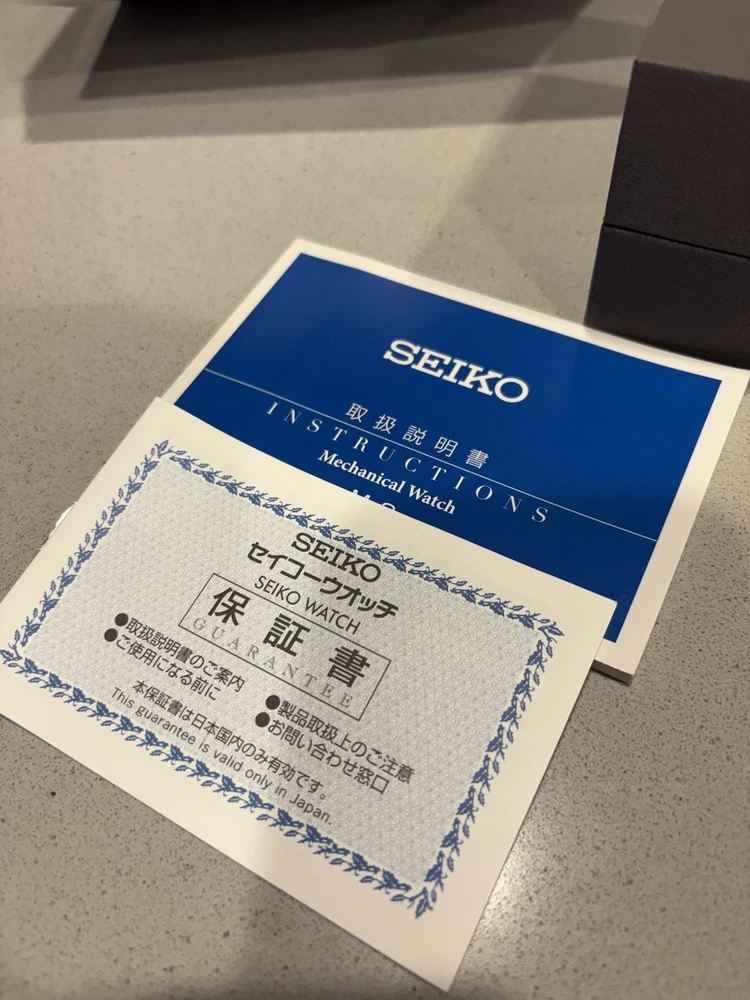 SEIKO
取扱説明書
INSTRUCTIONS
Mechanical Watch
SEIKO
セイコーウオッチ
SEIKO WATCH
保証書
GUARANTEE
●取扱説明書のご案内
●ご使用になる前に
●製品取扱上のご注意
●お問い合わせ窓口
本保証書は日本国内のみ有効です。
This guarantee is valid only in Japan.